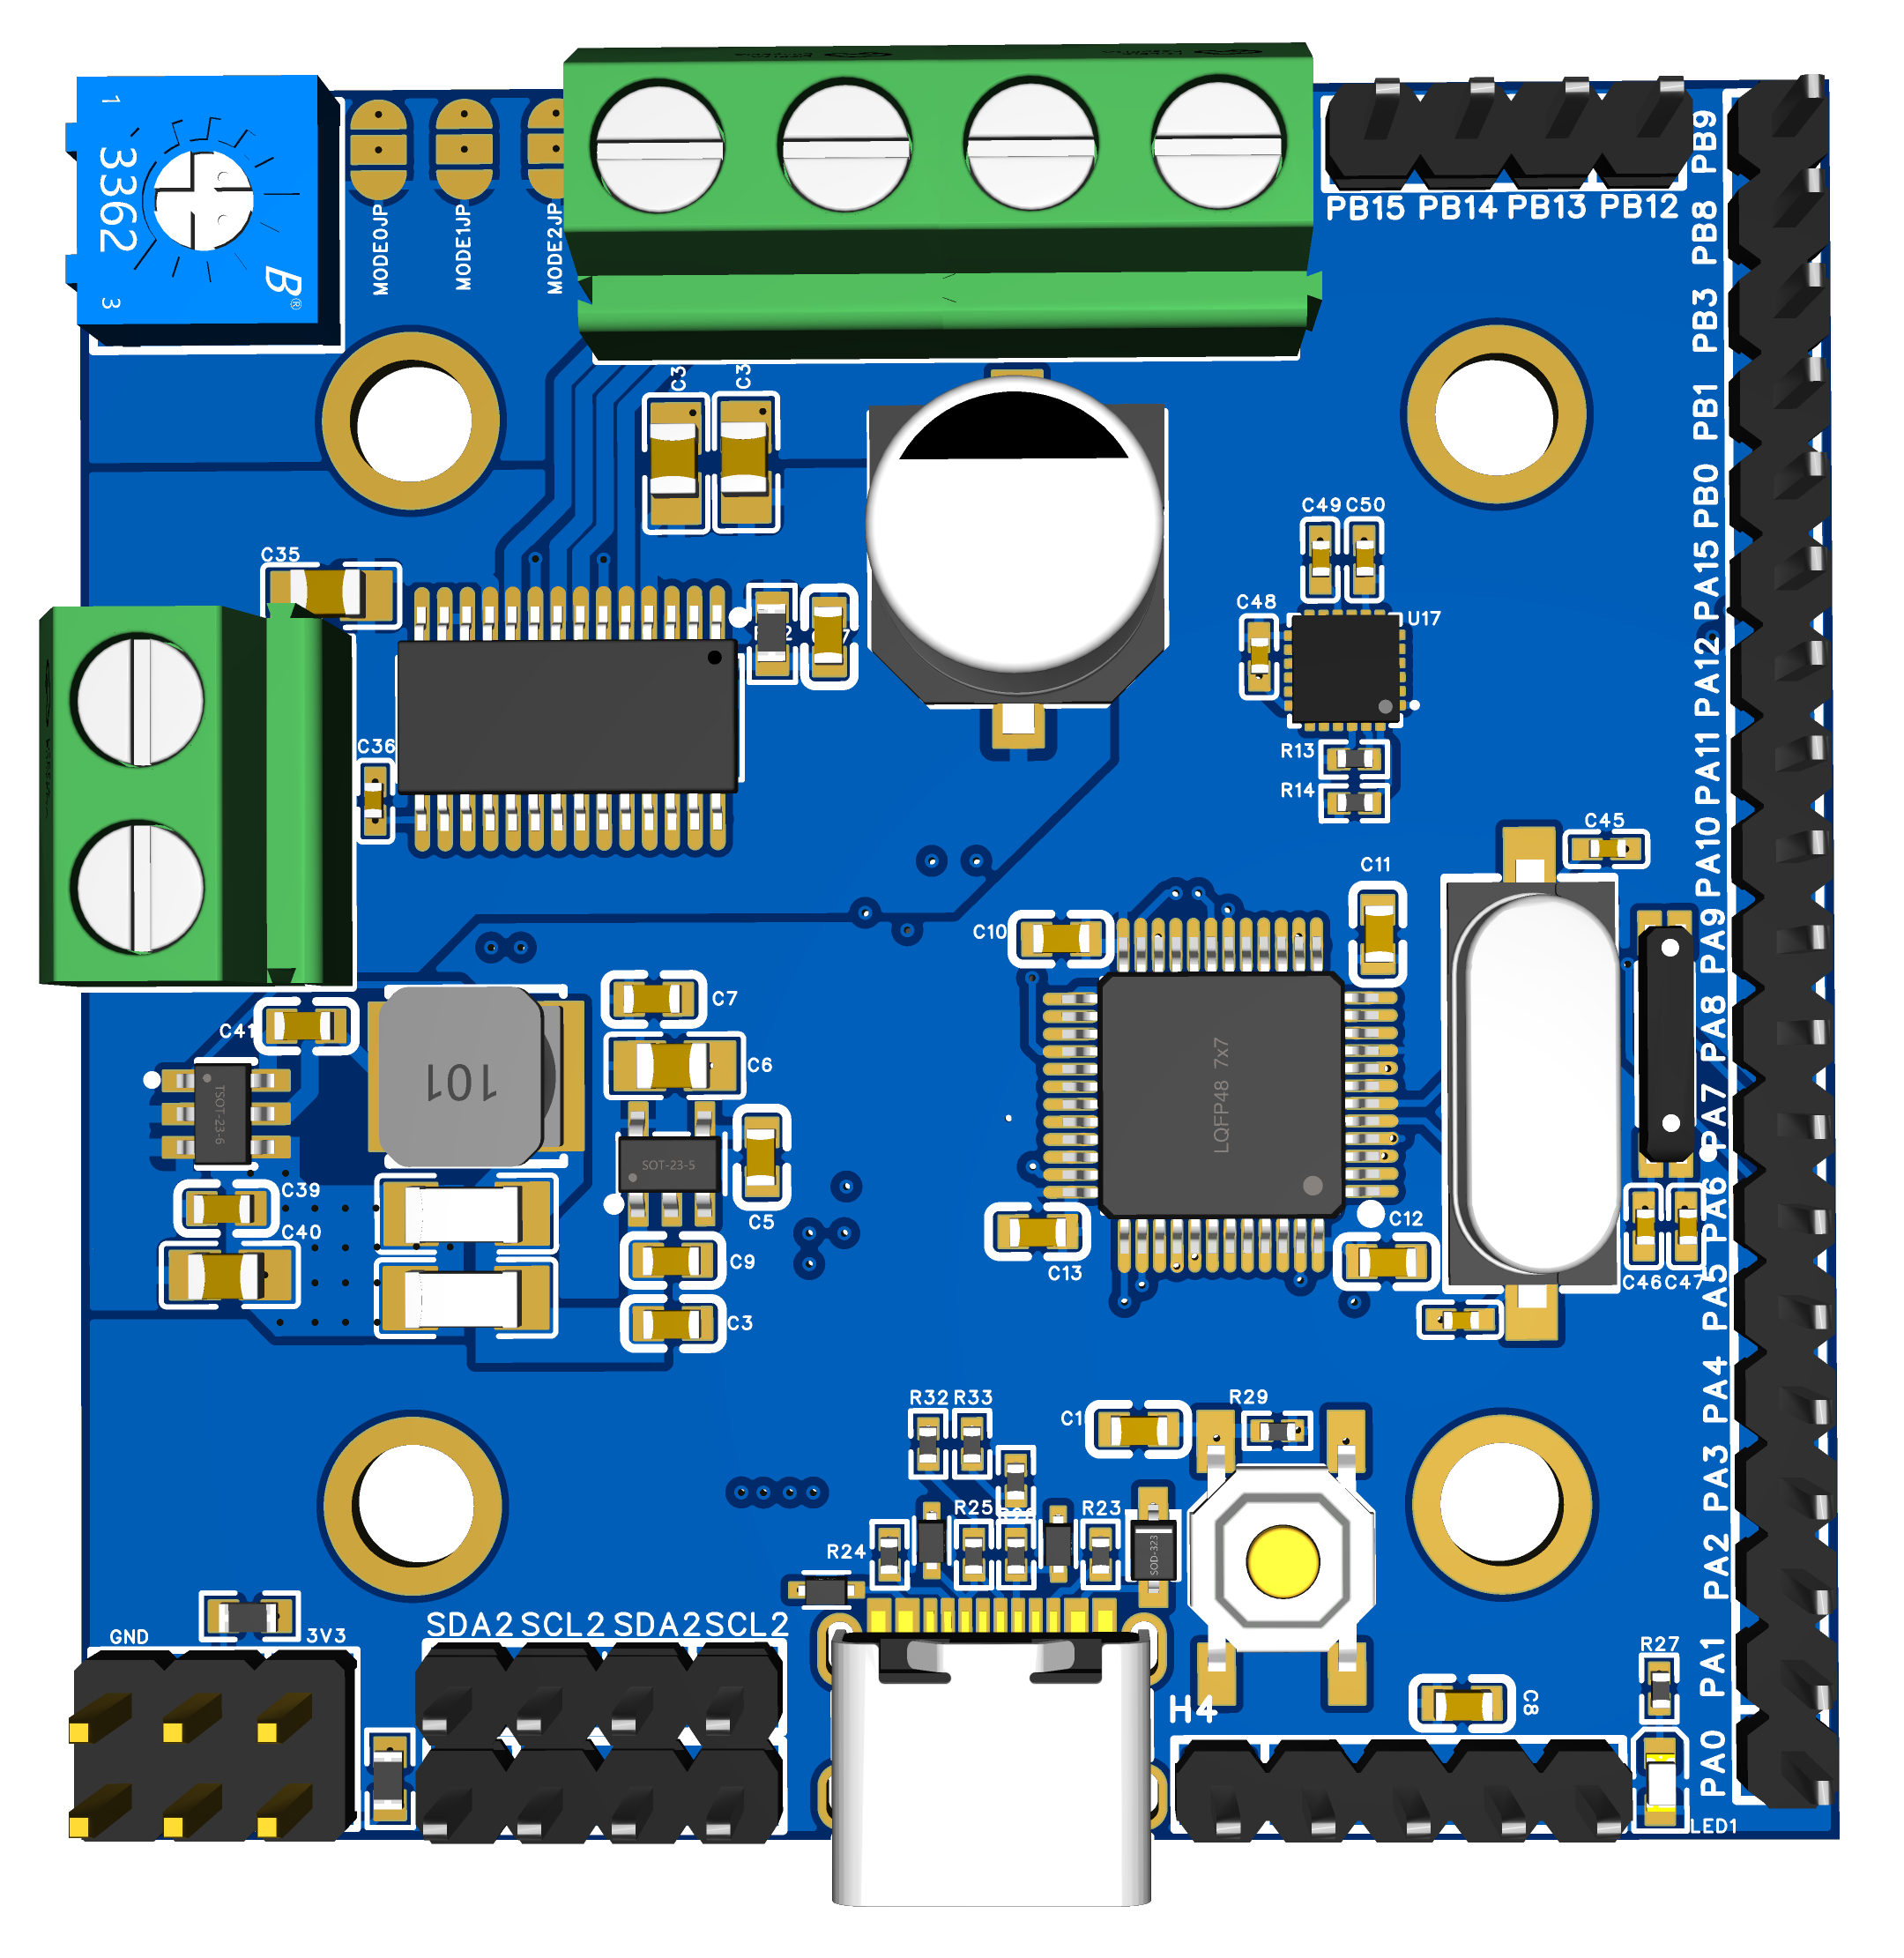 1
3362
3
B®
MODE0JP
MODE1JP
MODE2JP
PB15 PB14 PB13 PB12
PB9
PB8
PB3
PB1
PB0
PA15
PA12
PA11
PA10
PA9
PA8
PA7
PA6
PA5
PA4
PA3
PA2
PA1
PA0
C3
C3
C35
C49 C50
C48
U17
C36
R13
R14
C45
C11
C10
C7
C41
C6
101
TSOT-23-6
SOT-23-5
LQFP48 7x7
C39
C5
C12
C40
C9
C13
C46 C47
C3
R32 R33
C1
R29
R25
R23
R24
SOD-323
GND
3V3
SDA2 SCL2 SDA2 SCL2
R27
H4
C8
LED1